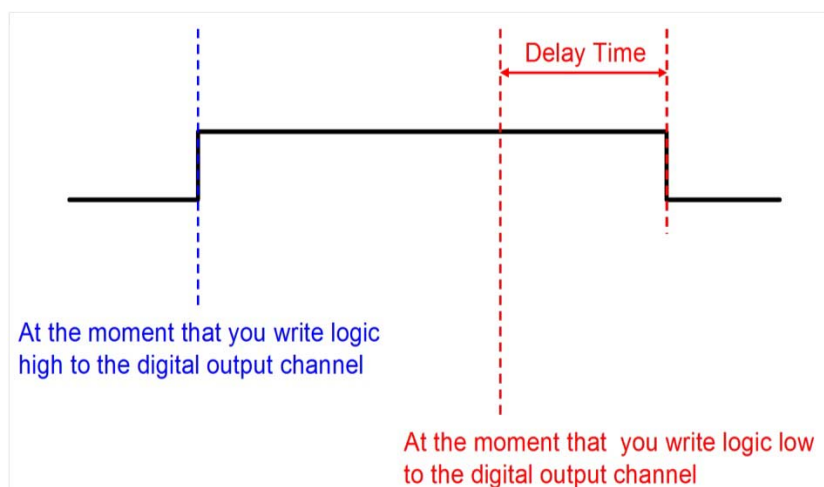 Delay Time
At the moment that you write logic
high to the digital output channel
At the moment that you write logic low
to the digital output channel